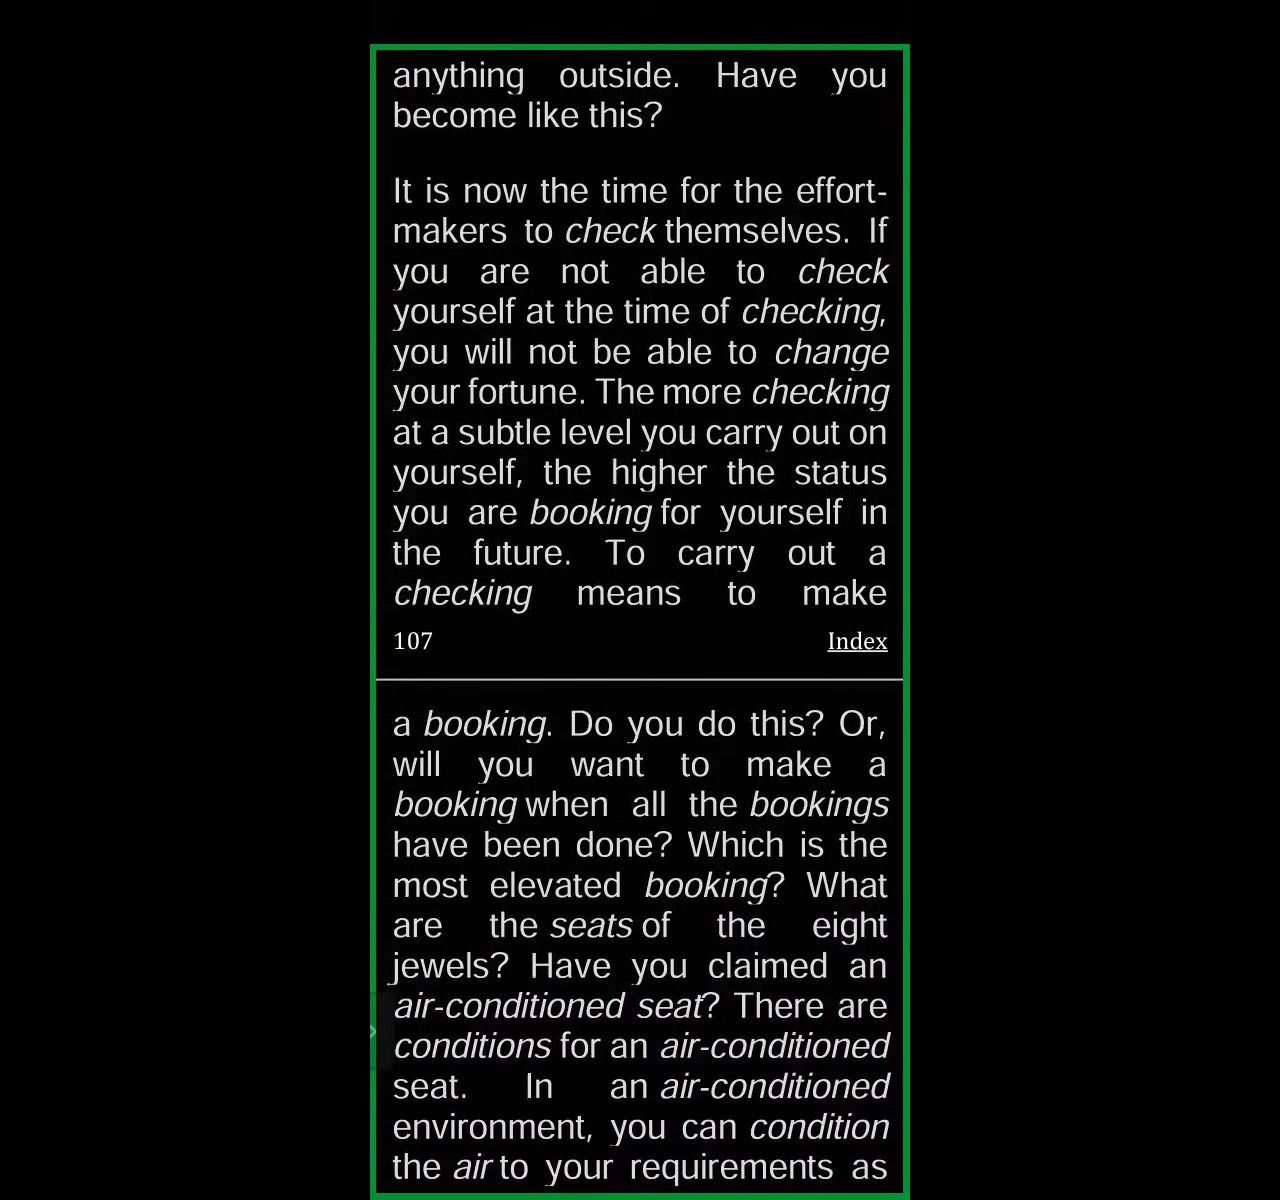 anything outside. Have you
become like this?
It is now the time for the effort-
makers to check themselves. If
you are not able to check
yourself at the time of checking,
you will not be able to change
your fortune. The more checking
at a subtle level you carry out on
yourself, the higher the status
you are booking for yourself in
the future. To carry out a
checking means to make
107 Index
a booking. Do you do this? Or,
will you want to make a
booking when all the bookings
have been done? Which is the
most elevated booking? What
are the seats of the eight
jewels? Have you claimed an
air-conditioned seat? There are
conditions for an air-conditioned
seat. In an air-conditioned
environment, you can condition
the air to your requirements as